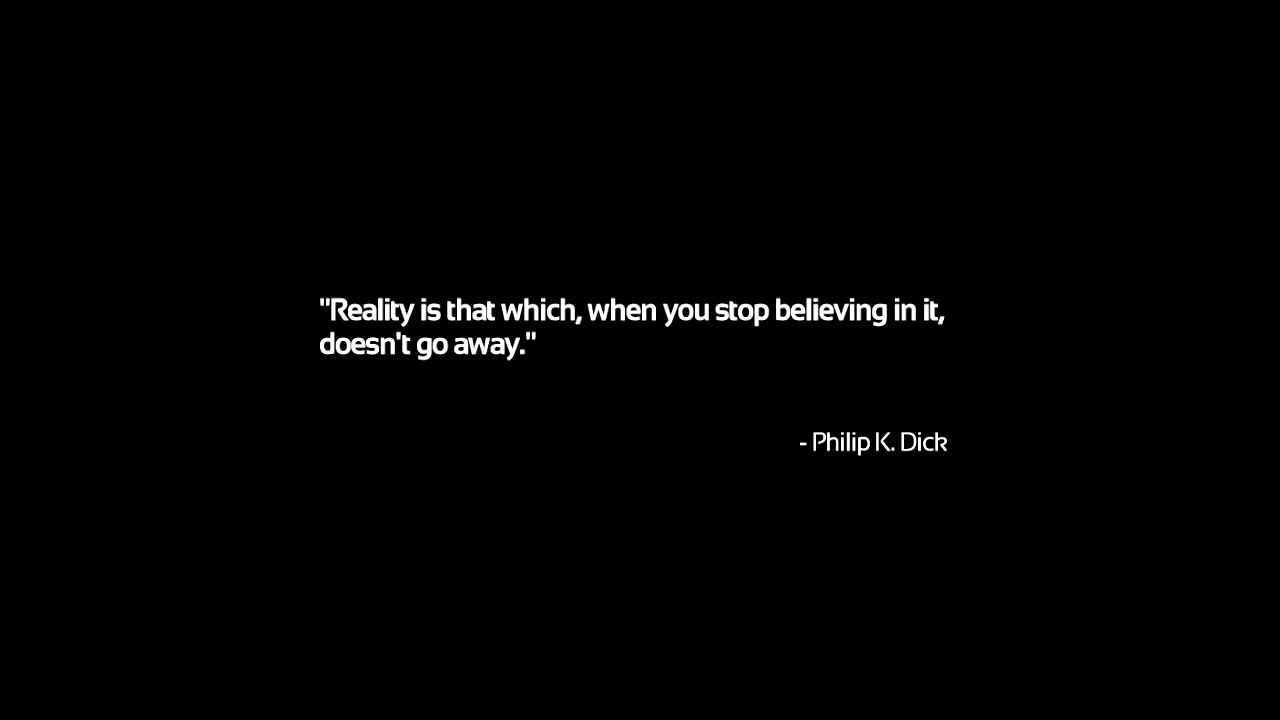 "Reality is that which, when you stop believing in it,
doesn't go away."
- Philip K. Dick